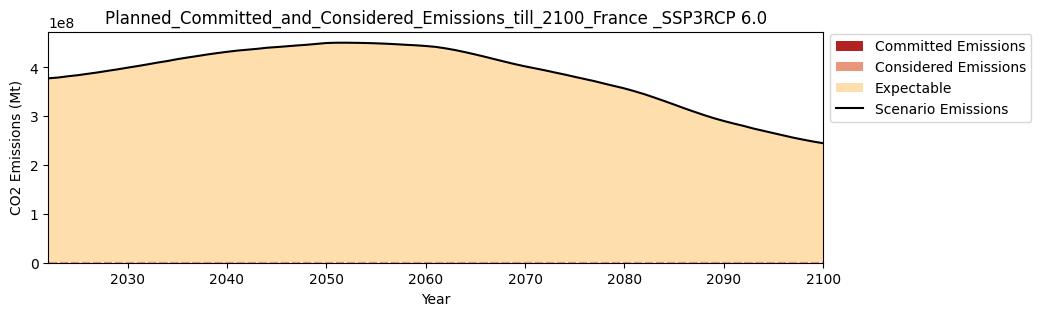 Planned_Committed_and_Considered_Emissions_till_2100_France _SSP3RCP 6.0
1e8
Committed Emissions
Considered Emissions
Expectable
Scenario Emissions
CO2 Emissions (Mt)
4
3
2
1
0
2030 2040 2050 2060 2070 2080 2090 2100
Year